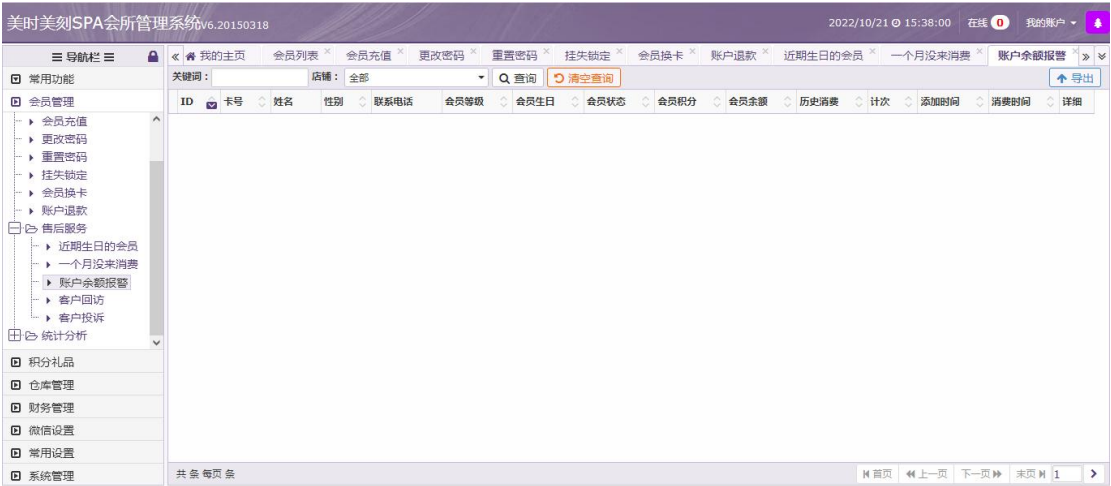 美时美刻SPA会所管理系统V6.20150318 2022/10/21 15:38:00 在线 0 我的账户
导航栏 我的主页 会员列表 会员充值 更改密码 重置密码 挂失锁定 会员换卡 账户退款 近期生日的会员 一个月没来消费 账户余额报警
常用功能 关键词: 店铺: 全部 查询 清空查询 导出
会员管理 ID 卡号 姓名 性别 联系电话 会员等级 会员生日 会员状态 会员积分 会员余额 历史消费 计次 添加时间 消费时间 详细
会员充值
更改密码
重置密码
挂失锁定
会员换卡
账户退款
售后服务
近期生日的会员
一个月没来消费
账户余额报警
客户回访
客户投诉
统计分析
积分礼品
仓库管理
财务管理
微信设置
常用设置
系统管理 共 条 每页 条 首页 上一页 下一页 末页 1